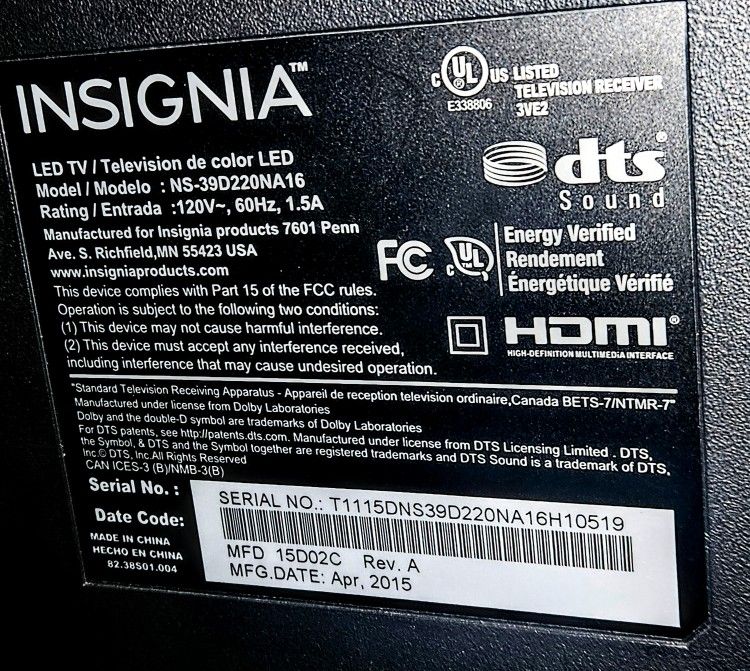 INSIGNIA™
C UL US LISTED
TELEVISION RECEIVER
E338806 3VE2
dts®
Sound
LED TV / Television de color LED
Model / Modelo : NS-39D220NA16
Rating / Entrada :120V~, 60Hz, 1.5A
Manufactured for Insignia products 7601 Penn
Ave. S. Richfield,MN 55423 USA
www.insigniaproducts.com
FC UL
Energy Verified
Rendement
Énergétique Vérifié
This device complies with Part 15 of the FCC rules.
Operation is subject to the following two conditions:
(1) This device may not cause harmful interference.
(2) This device must accept any interference received,
including interference that may cause undesired operation.
HDMI®
HIGH-DEFINITION MULTIMEDIA INTERFACE
"Standard Television Receiving Apparatus - Appareil de reception television ordinaire,Canada BETS-7/NTMR-7"
Manufactured under license from Dolby Laboratories
Dolby and the double-D symbol are trademarks of Dolby Laboratories
For DTS patents, see http://patents.dts.com. Manufactured under license from DTS Licensing Limited . DTS,
the Symbol, & DTS and the Symbol together are registered trademarks and DTS Sound is a trademark of DTS,
Inc.© DTS, Inc.All Rights Reserved
CAN ICES-3 (B)/NMB-3(B)
Serial No. :
SERIAL NO.: T1115DNS39D220NA16H10519
Date Code:
MFD 15D02C Rev. A
MFG.DATE: Apr, 2015
MADE IN CHINA
HECHO EN CHINA
82.38S01.004